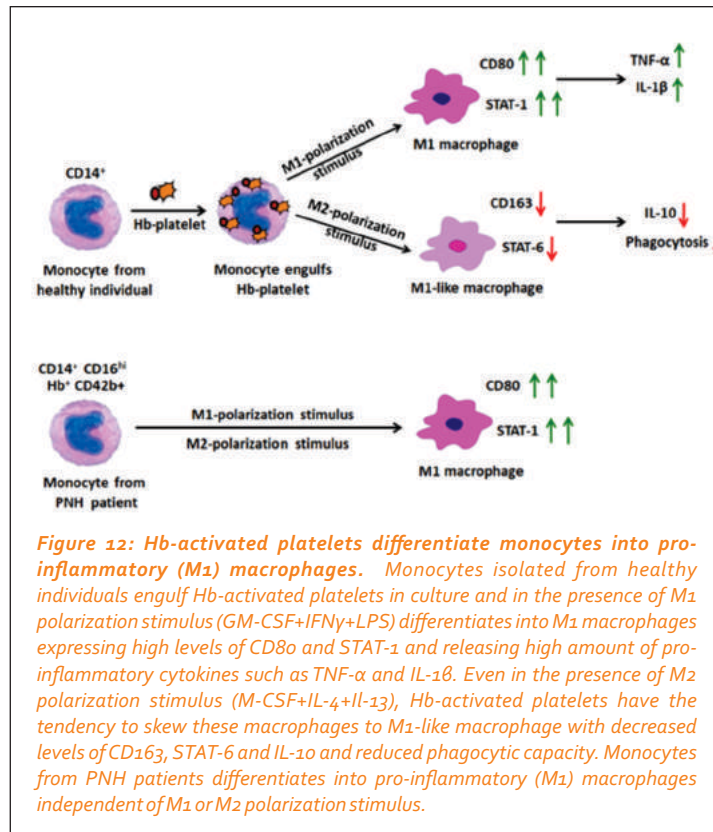 CD80
TNF-α
IL-1β
STAT-1
M1 macrophage
M1-polarization
stimulus
CD14⁺
Hb-platelet
M2-polarization
stimulus
CD163
IL-10
STAT-6
Phagocytosis
Monocyte from
healthy individual
Monocyte engulfs
Hb-platelet
M1-like macrophage
CD14⁺ CD16ʰⁱ
Hb⁺ CD42b+
CD80
M1-polarization stimulus
STAT-1
M2-polarization stimulus
Monocyte from
PNH patient
M1 macrophage
Figure 12: Hb-activated platelets differentiate monocytes into pro-
inflammatory (M1) macrophages. Monocytes isolated from healthy
individuals engulf Hb-activated platelets in culture and in the presence of M1
polarization stimulus (GM-CSF+IFNγ+LPS) differentiates into M1 macrophages
expressing high levels of CD80 and STAT-1 and releasing high amount of pro-
inflammatory cytokines such as TNF-α and IL-1β. Even in the presence of M2
polarization stimulus (M-CSF+IL-4+Il-13), Hb-activated platelets have the
tendency to skew these macrophages to M1-like macrophage with decreased
levels of CD163, STAT-6 and IL-10 and reduced phagocytic capacity. Monocytes
from PNH patients differentiates into pro-inflammatory (M1) macrophages
independent of M1 or M2 polarization stimulus.